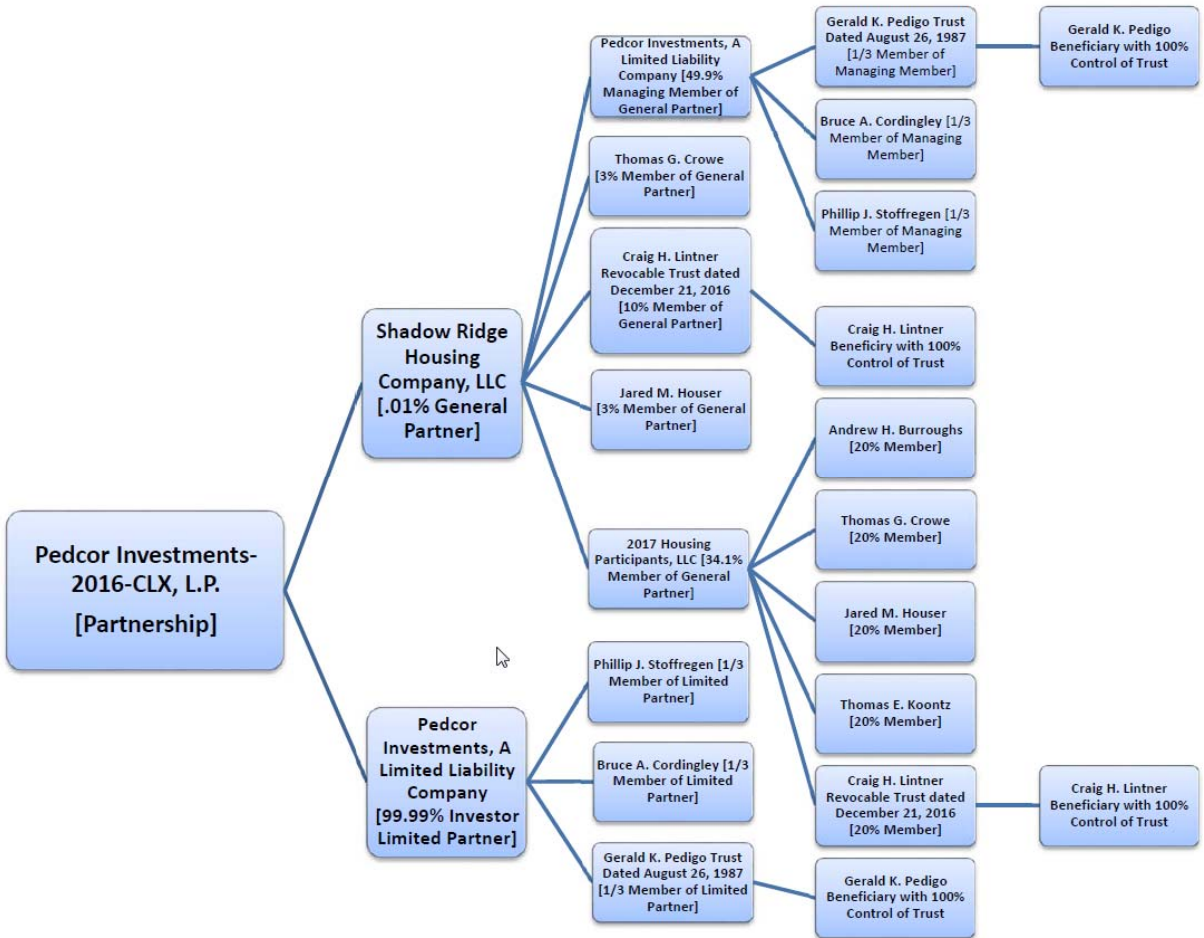 Pedcor Investments-
2016-CLX, L.P.
[Partnership]
Shadow Ridge
Housing
Company, LLC
[.01% General
Partner]
Pedcor
Investments, A
Limited Liability
Company
[99.99% Investor
Limited Partner]
Pedcor Investments, A
Limited Liability
Company [49.9%
Managing Member of
General Partner]
Thomas G. Crowe
[3% Member of General
Partner]
Craig H. Lintner
Revocable Trust dated
December 21, 2016
[10% Member of
General Partner]
Jared M. Houser
[3% Member of General
Partner]
2017 Housing
Participants, LLC [34.1%
Member of General
Partner]
Phillip J. Stoffregen [1/3
Member of Limited
Partner]
Bruce A. Cordingley [1/3
Member of Limited
Partner]
Gerald K. Pedigo Trust
Dated August 26, 1987
[1/3 Member of Limited
Partner]
Gerald K. Pedigo Trust
Dated August 26, 1987
[1/3 Member of
Managing Member]
Bruce A. Cordingley [1/3
Member of Managing
Member]
Phillip J. Stoffregen [1/3
Member of Managing
Member]
Craig H. Lintner
Beneficiry with 100%
Control of Trust
Andrew H. Burroughs
[20% Member]
Thomas G. Crowe
[20% Member]
Jared M. Houser
[20% Member]
Thomas E. Koontz
[20% Member]
Craig H. Lintner
Revocable Trust dated
December 21, 2016
[20% Member]
Gerald K. Pedigo
Beneficiary with 100%
Control of Trust
Gerald K. Pedigo
Beneficiary with 100%
Control of Trust
Craig H. Lintner
Beneficiary with 100%
Control of Trust